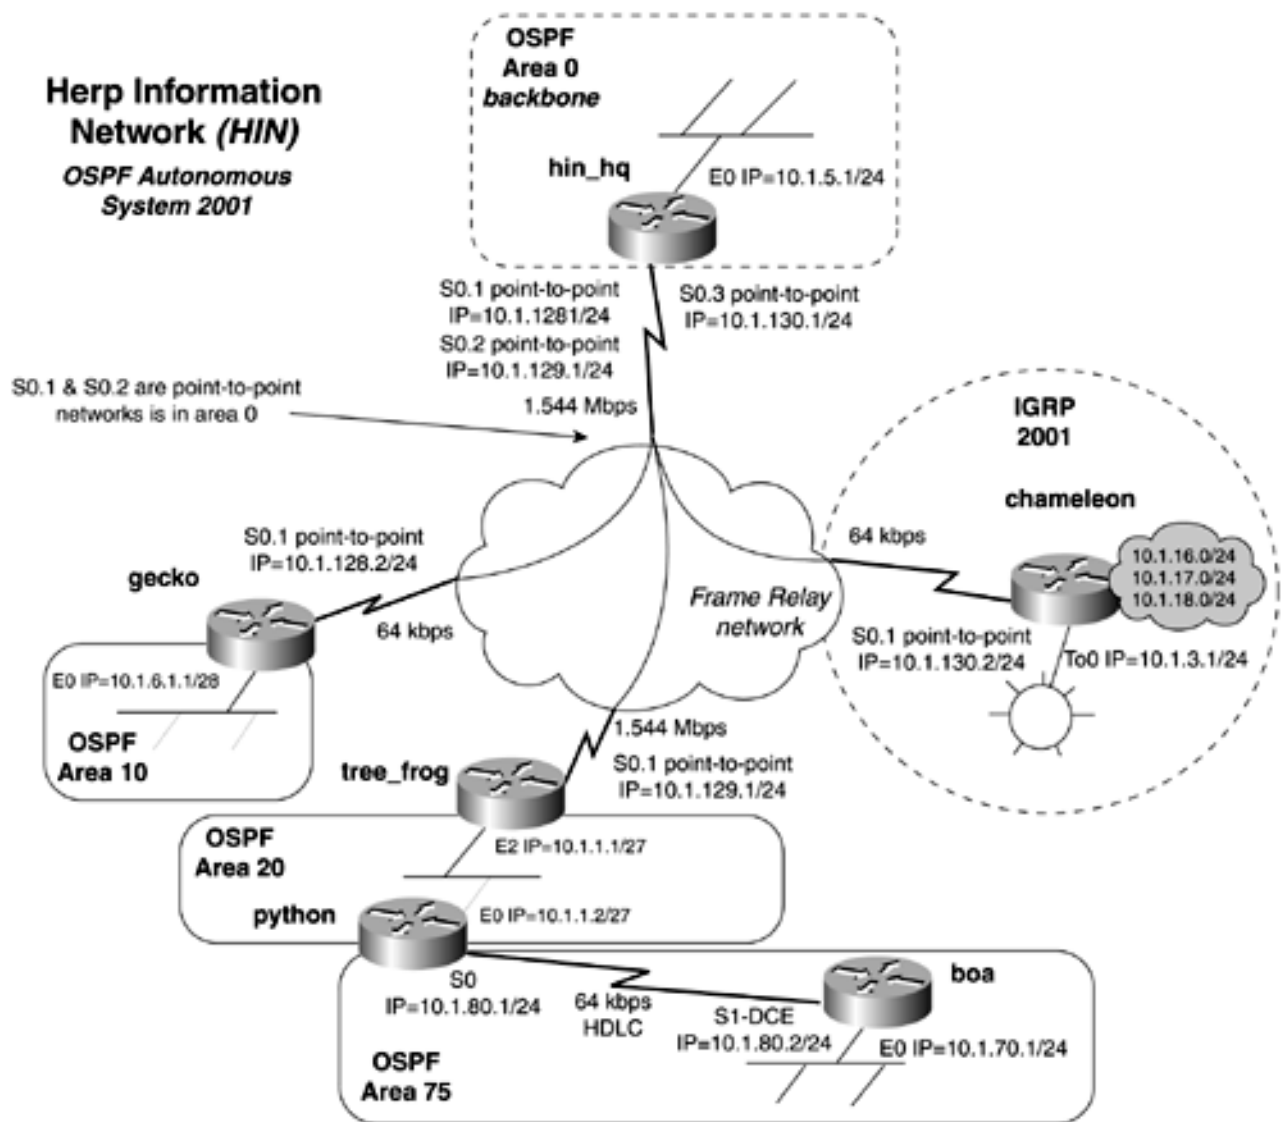 OSPF
Area 0
backbone
Herp Information
Network (HIN)
OSPF Autonomous
System 2001
hin_hq
E0 IP=10.1.5.1/24
S0.1 point-to-point
IP=10.1.1281/24
S0.2 point-to-point
IP=10.1.129.1/24
S0.3 point-to-point
IP=10.1.130.1/24
1.544 Mbps
S0.1 & S0.2 are point-to-point
networks is in area 0
IGRP
2001
chameleon
64 kbps
10.1.16.0/24
10.1.17.0/24
10.1.18.0/24
S0.1 point-to-point
IP=10.1.130.2/24
To0 IP=10.1.3.1/24
S0.1 point-to-point
IP=10.1.128.2/24
gecko
64 kbps
Frame Relay
network
E0 IP=10.1.6.1.1/28
OSPF
Area 10
1.544 Mbps
S0.1 point-to-point
IP=10.1.129.1/24
tree_frog
OSPF
Area 20
E2 IP=10.1.1.1/27
python
E0 IP=10.1.1.2/27
S0
IP=10.1.80.1/24
64 kbps
HDLC
boa
S1-DCE
IP=10.1.80.2/24
E0 IP=10.1.70.1/24
OSPF
Area 75